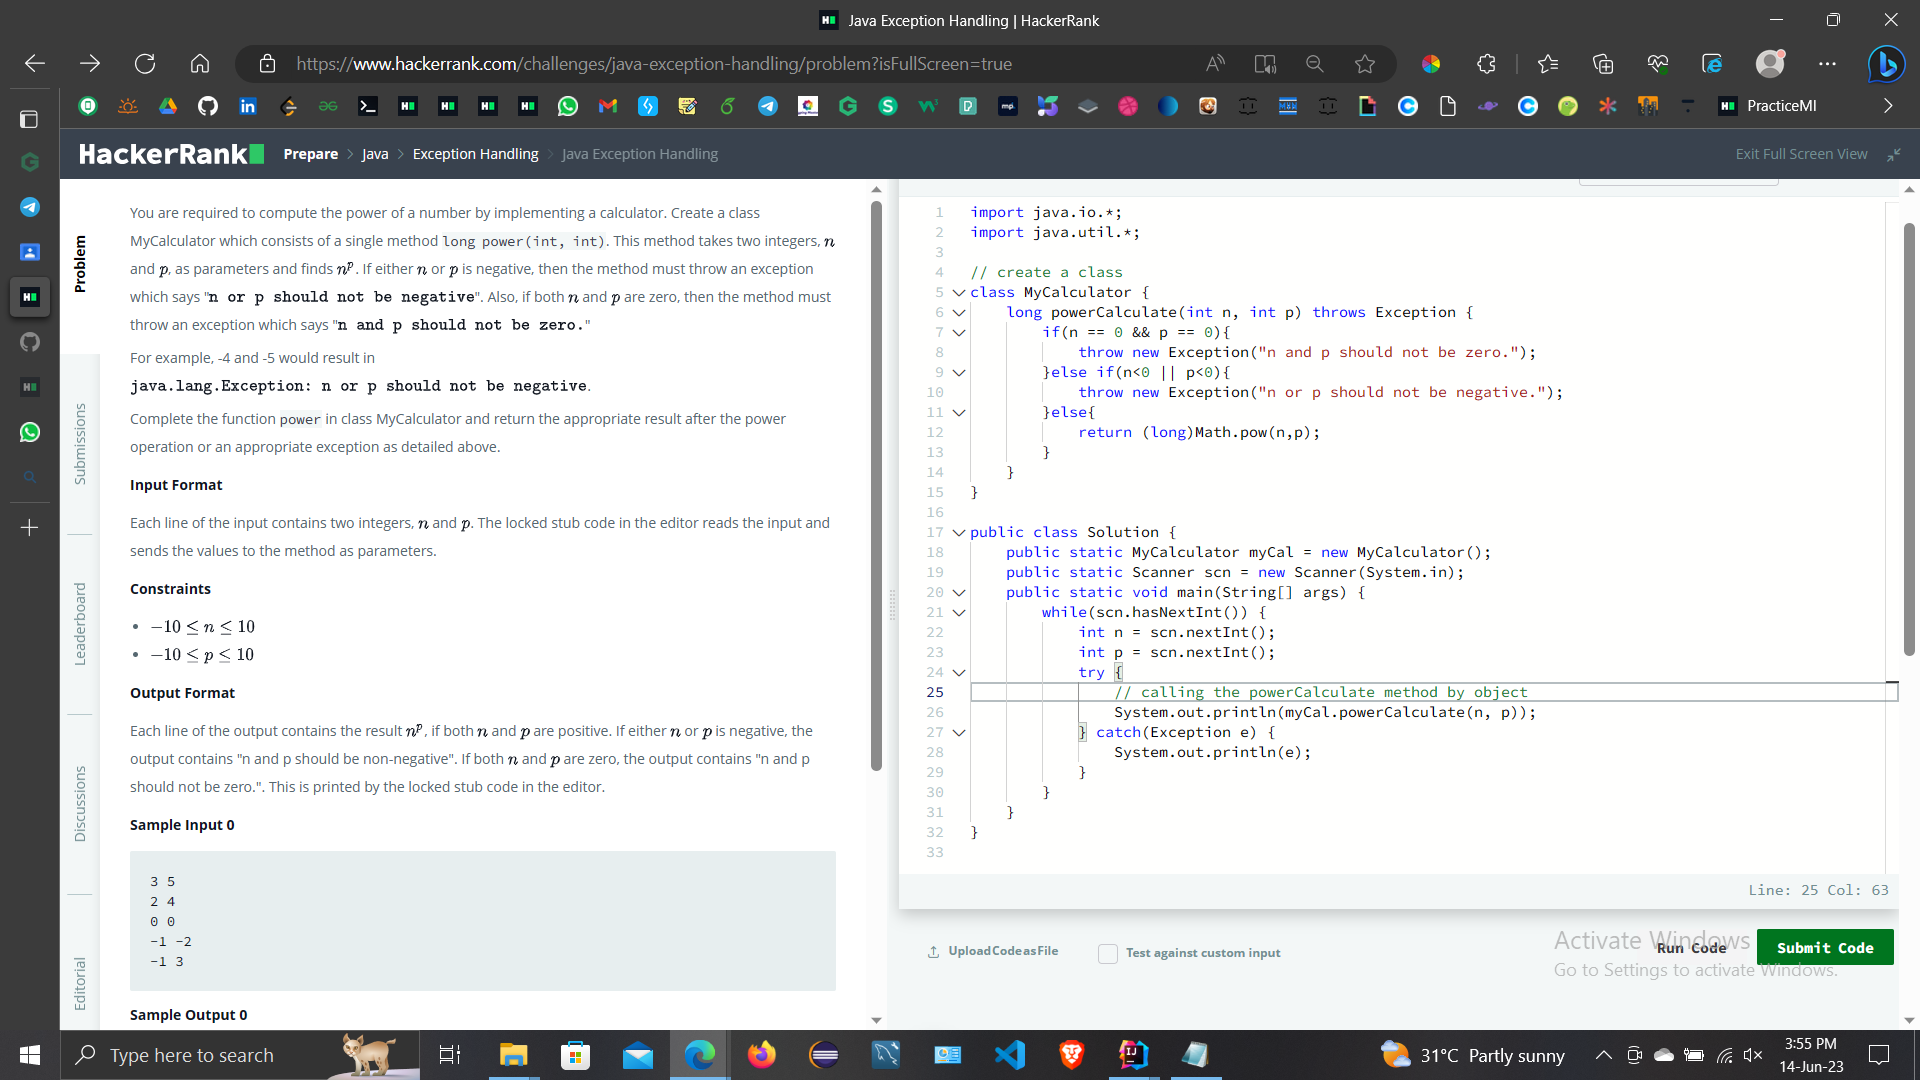 Java Exception Handling | HackerRank
https://www.hackerrank.com/challenges/java-exception-handling/problem?isFullScreen=true
PracticeMl
HackerRank Prepare > Java > Exception Handling > Java Exception Handling
Exit Full Screen View
Problem
Submissions
Leaderboard
Discussions
Editorial
You are required to compute the power of a number by implementing a calculator. Create a class
MyCalculator which consists of a single method long power(int, int). This method takes two integers, n
and p, as parameters and finds nᵖ. If either n or p is negative, then the method must throw an exception
which says "n or p should not be negative". Also, if both n and p are zero, then the method must
throw an exception which says "n and p should not be zero."
For example, -4 and -5 would result in
java.lang.Exception: n or p should not be negative.
Complete the function power in class MyCalculator and return the appropriate result after the power
operation or an appropriate exception as detailed above.
Input Format
Each line of the input contains two integers, n and p. The locked stub code in the editor reads the input and
sends the values to the method as parameters.
Constraints
• −10 ≤ n ≤ 10
• −10 ≤ p ≤ 10
Output Format
Each line of the output contains the result nᵖ, if both n and p are positive. If either n or p is negative, the
output contains "n and p should be non-negative". If both n and p are zero, the output contains "n and p
should not be zero.". This is printed by the locked stub code in the editor.
Sample Input 0
3 5
2 4
0 0
-1 -2
-1 3
Sample Output 0
1 import java.io.*;
2 import java.util.*;
3
4 // create a class
5 class MyCalculator {
6 long powerCalculate(int n, int p) throws Exception {
7 if(n == 0 && p == 0){
8 throw new Exception("n and p should not be zero.");
9 }else if(n<0 || p<0){
10 throw new Exception("n or p should not be negative.");
11 }else{
12 return (long)Math.pow(n,p);
13 }
14 }
15 }
16
17 public class Solution {
18 public static MyCalculator myCal = new MyCalculator();
19 public static Scanner scn = new Scanner(System.in);
20 public static void main(String[] args) {
21 while(scn.hasNextInt()) {
22 int n = scn.nextInt();
23 int p = scn.nextInt();
24 try {
25 // calling the powerCalculate method by object
26 System.out.println(myCal.powerCalculate(n, p));
27 } catch(Exception e) {
28 System.out.println(e);
29 }
30 }
31 }
32 }
33
Line: 25 Col: 63
Upload Code as File
Test against custom input
Run Code
Submit Code
Activate Windows
Go to Settings to activate Windows.
Type here to search
31°C Partly sunny
3:55 PM
14-Jun-23